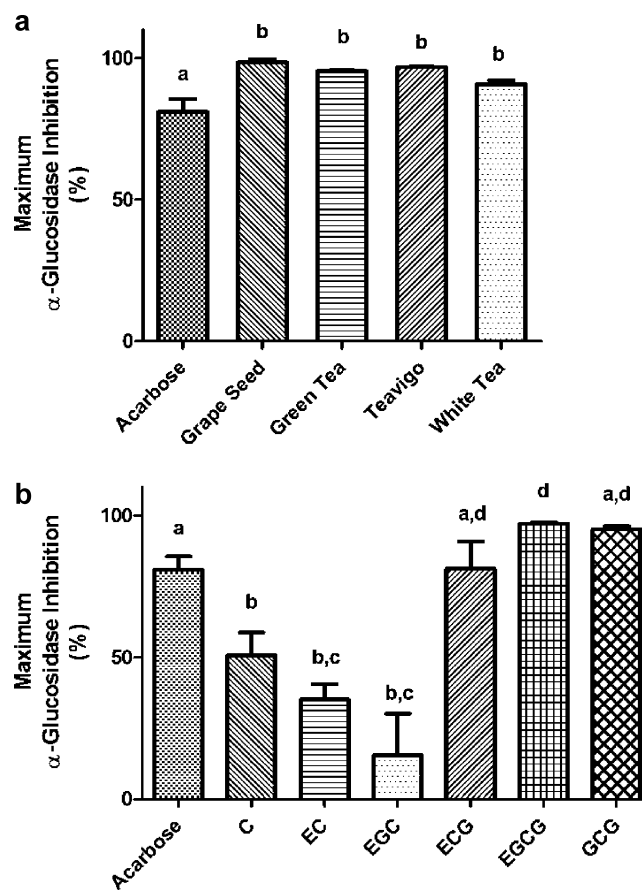 a
Maximum
α-Glucosidase Inhibition
(%)
100
50
0
a
b
b
b
b
Acarbose
Grape Seed
Green Tea
Teavigo
White Tea
b
Maximum
α-Glucosidase Inhibition
(%)
100
50
0
a
b
b,c
b,c
a,d
d
a,d
Acarbose
C
EC
EGC
ECG
EGCG
GCG